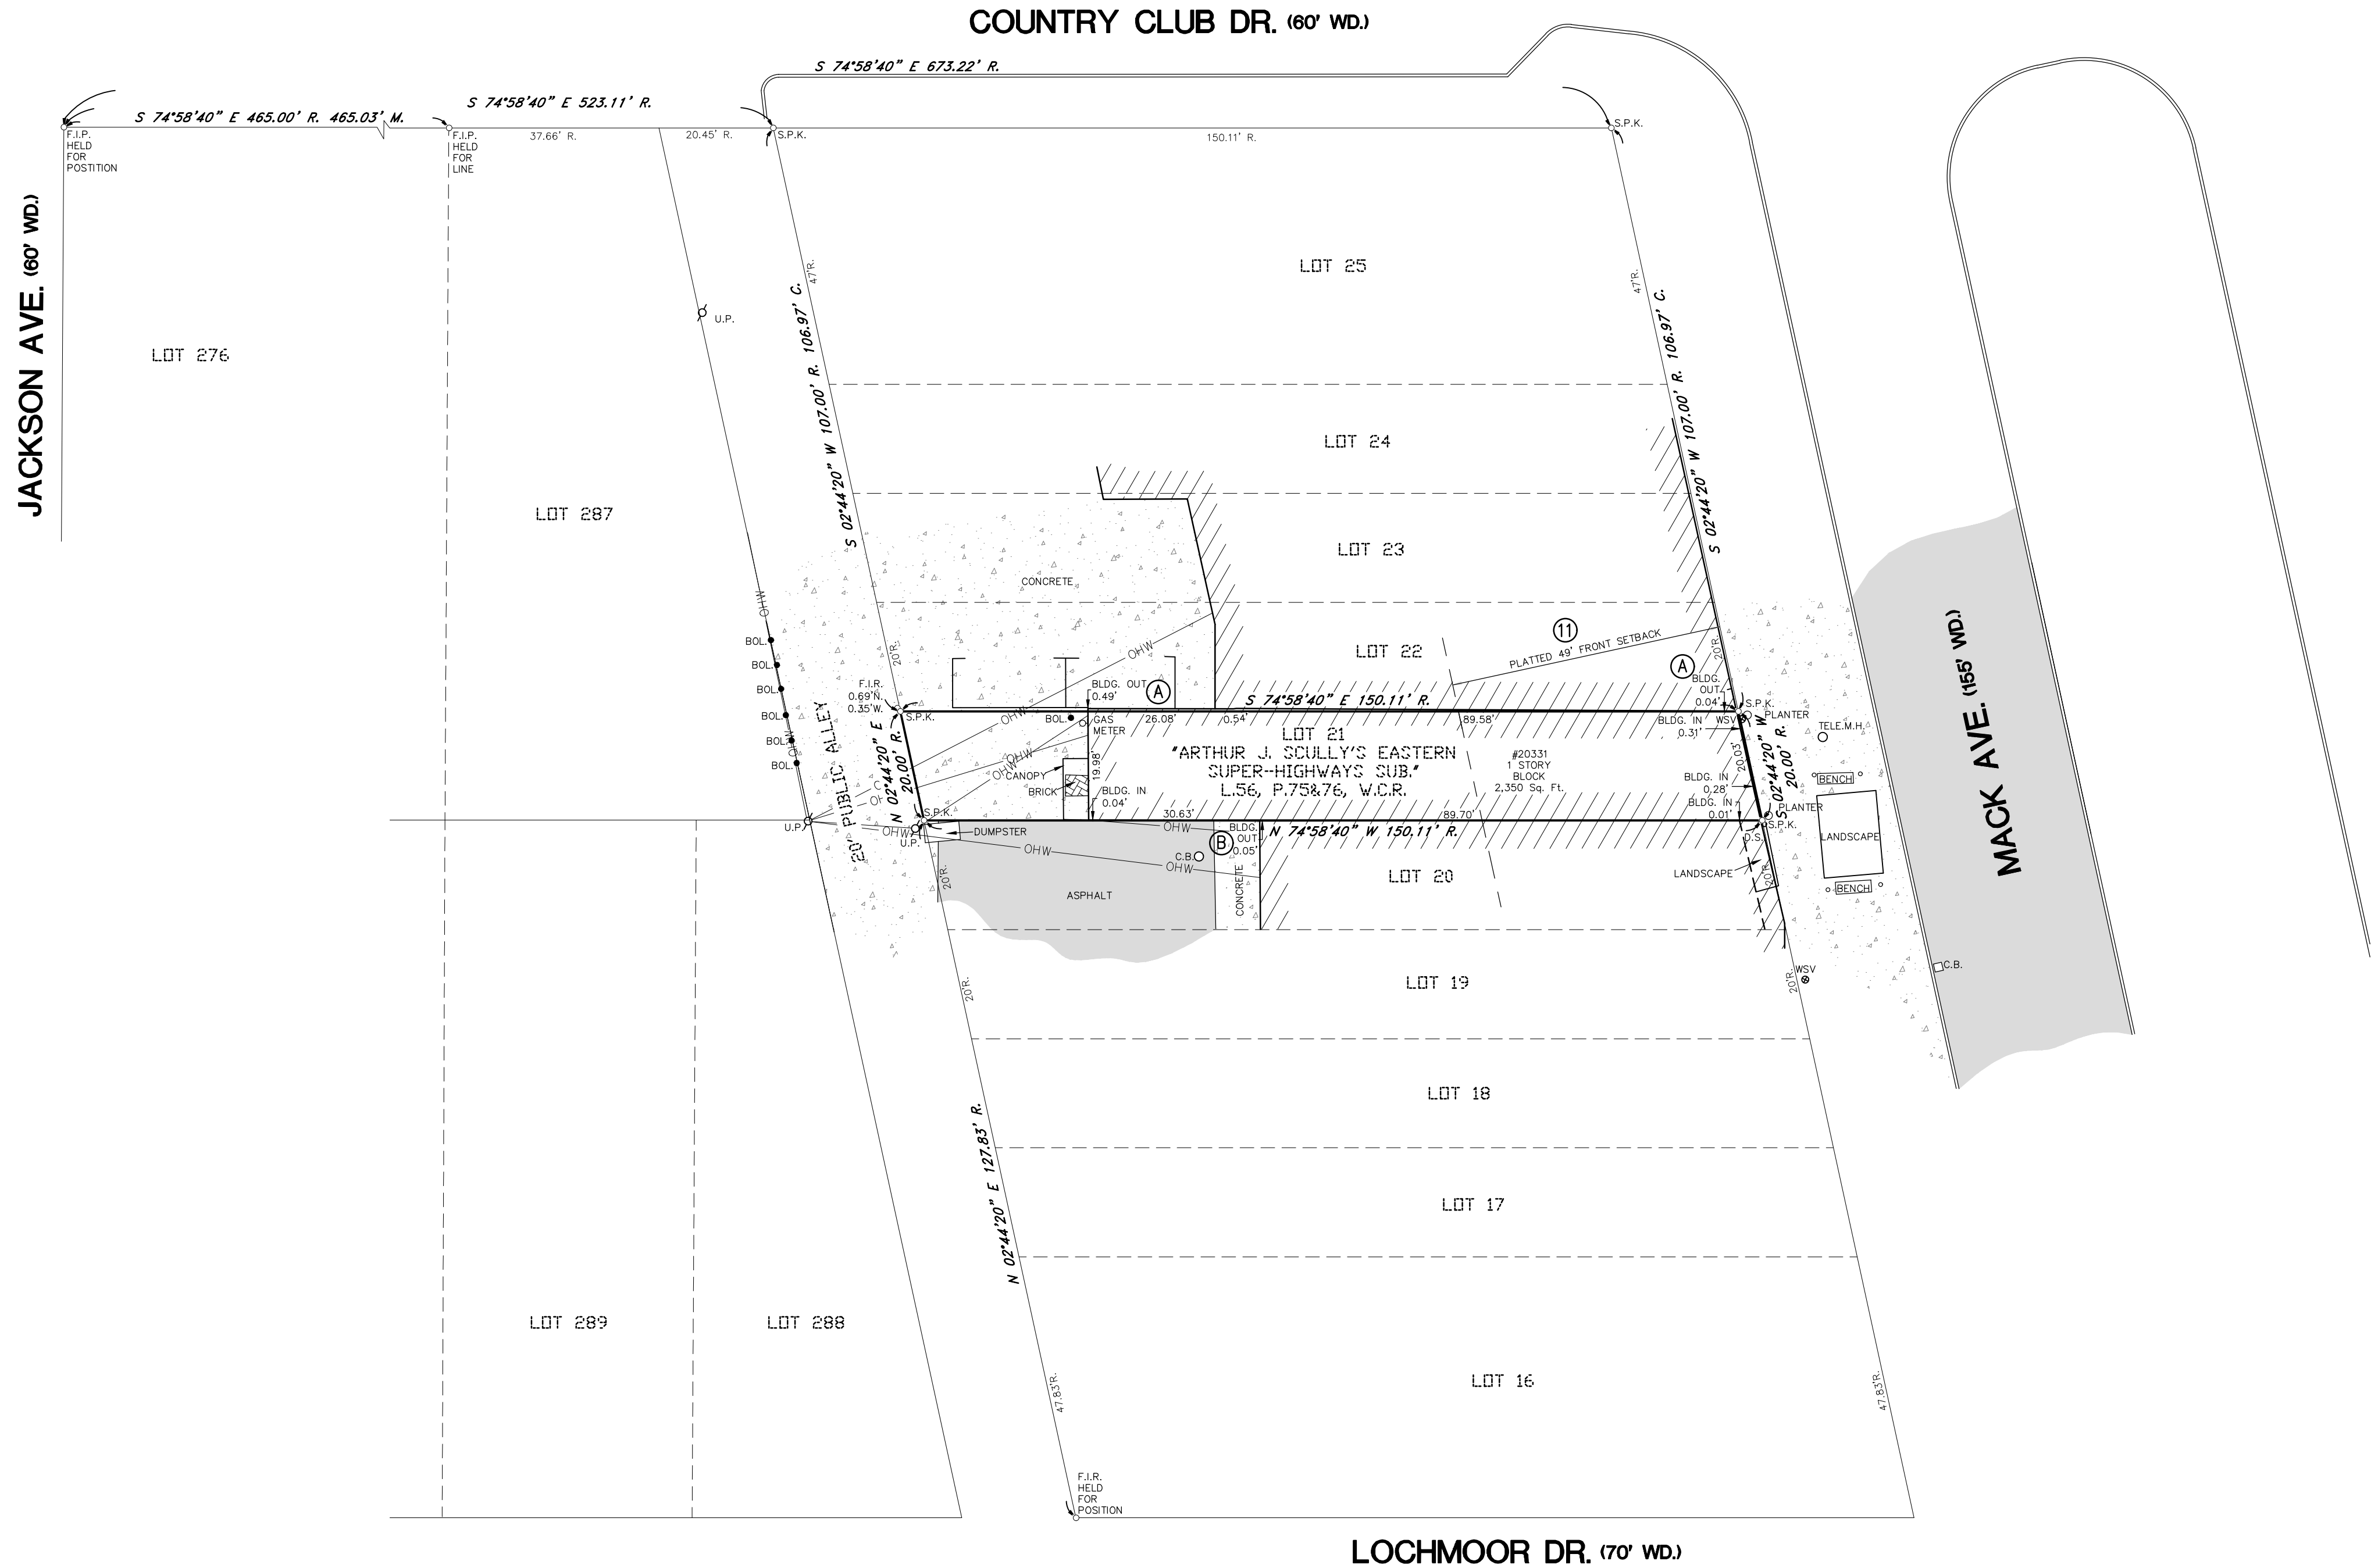 COUNTRY CLUB DR. (60' WD.)
S 74°58'40" E 673.22' R.
S 74°58'40" E 523.11' R.
S 74°58'40" E 465.00' R. 465.03' M.
F.I.P.
HELD
FOR
POSTITION
F.I.P.
HELD
FOR
LINE
37.66' R.
20.45' R.
S.P.K.
150.11' R.
S.P.K.
JACKSON AVE. (60' WD.)
LOT 276
LOT 287
U.P.
47'R.
S 02°44'20" W 107.00' R. 106.97' C.
LOT 25
47'R.
S 02°44'20" W 107.00' R. 106.97' C.
LOT 24
LOT 23
CONCRETE
LOT 22
11
PLATTED 49' FRONT SETBACK
20'R.
20'R.
OHW
OHW
BOL.
BOL.
BOL.
BOL.
BOL.
BOL.
OHW
20' PUBLIC ALLEY
F.I.R.
0.69'N.
0.35'W.
S.P.K.
N 02°44'20" E
20.00' R.
OHW
BLDG. OUT
0.49'
A
S 74°58'40" E 150.11' R.
A
BLDG.
OUT
0.04'
S.P.K.
BOL.
GAS
METER
26.08'
0.54'
89.58'
BLDG. IN
0.31'
WSV
PLANTER
TELE.M.H.
LOT 21
"ARTHUR J. SCULLY'S EASTERN
SUPER-HIGHWAYS SUB."
L.56, P.75&76, W.C.R.
#20331
1 STORY
BLOCK
2,350 Sq. Ft.
OHW
OHW
CANOPY
BRICK
19.98'
BLDG. IN
0.04'
20.03'
S 02°44'20" W
20.00' R.
BLDG. IN
0.28'
BLDG. IN
0.01'
BENCH
PLANTER
S.P.K.
D.S.
LANDSCAPE
BENCH
LANDSCAPE
S.P.K.
U.P.
OHW
U.P.
DUMPSTER
30.63'
89.70'
OHW
OHW
OHW
C.B.
BLDG.
OUT
0.05'
B
N 74°58'40" W 150.11' R.
CONCRETE
ASPHALT
LOT 20
20'R.
20'R.
MACK AVE. (155' WD.)
C.B.
WSV
20'R.
20'R.
LOT 19
LOT 18
LOT 17
N 02°44'20" E 127.83' R.
LOT 289
LOT 288
LOT 16
47.83'R.
47.83'R.
F.I.R.
HELD
FOR
POSITION
LOCHMOOR DR. (70' WD.)